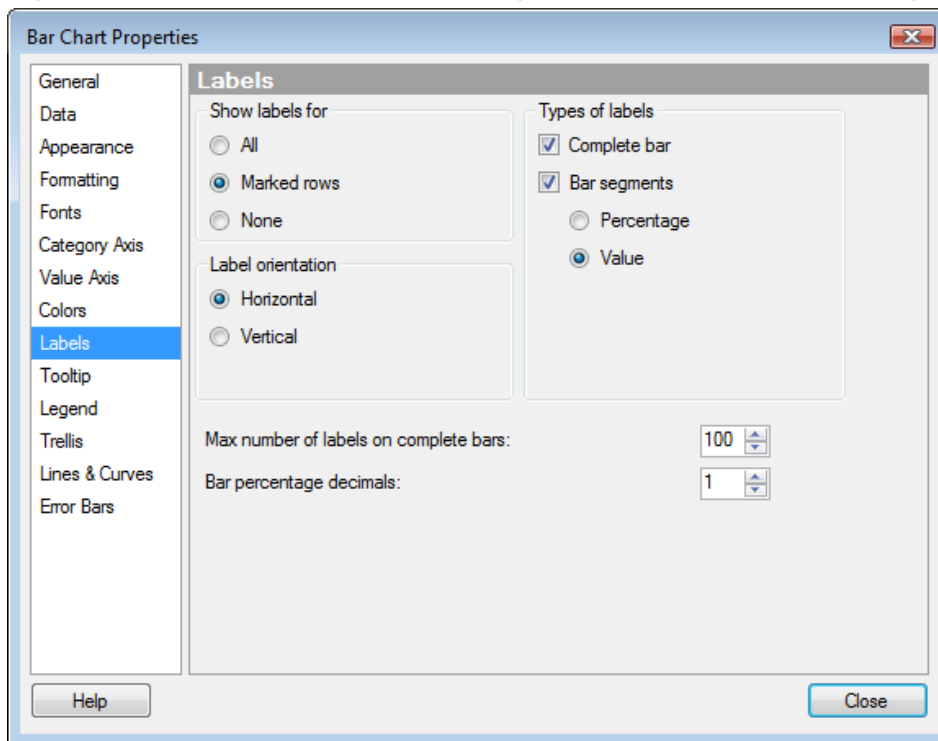 Bar Chart Properties
General
Data
Appearance
Formatting
Fonts
Category Axis
Value Axis
Colors
Labels
Tooltip
Legend
Trellis
Lines & Curves
Error Bars
Labels
Show labels for
All
Marked rows
None
Label orientation
Horizontal
Vertical
Types of labels
Complete bar
Bar segments
Percentage
Value
Max number of labels on complete bars: 100
Bar percentage decimals: 1
Help
Close